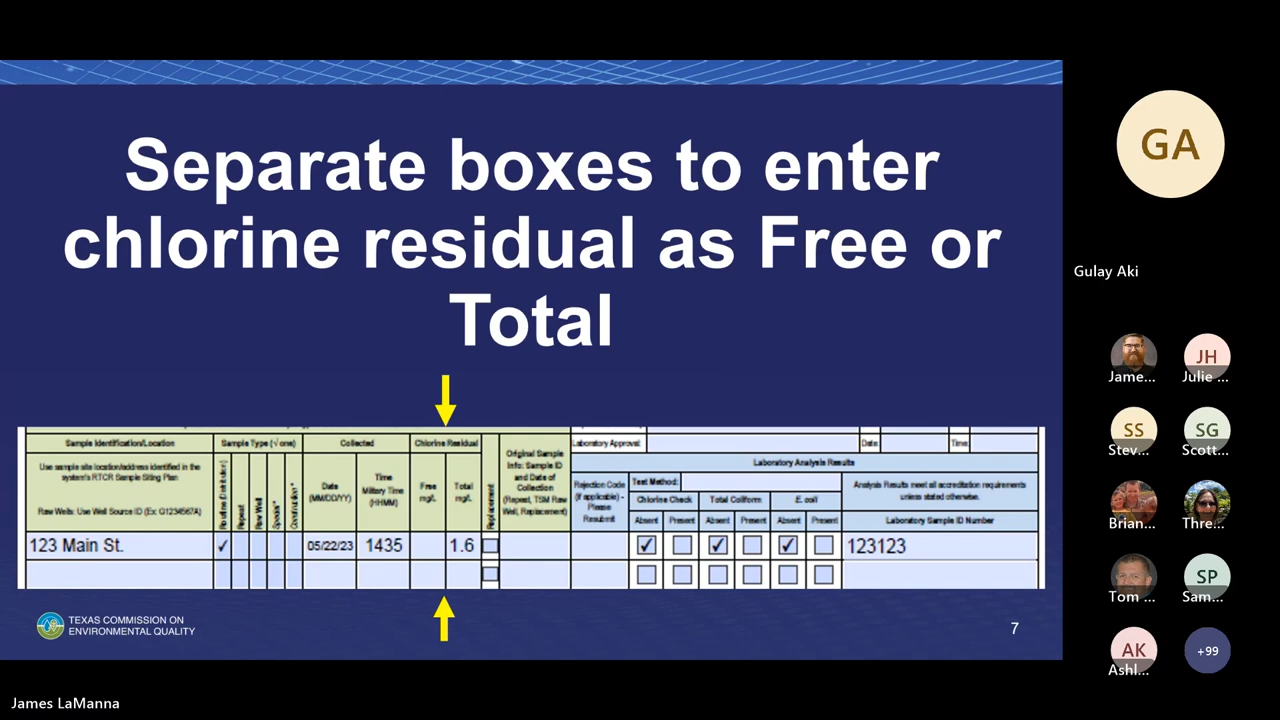 Separate boxes to enter
chlorine residual as Free or
Total
Sample Identification/Location
Sample Type (√ one)
Collected
Chlorine Residual
Use sample site location/address identified in the
system's RTCR Sample Siting Plan
Raw Wells: Use Well Source ID (Ex: G1234567A)
Routine (Distribution)
Repeat
Raw Well
Special*
Construction*
Date
(MM/DD/YY)
Time
Military Time
(HHMM)
Free
mg/L
Total
mg/L
Replacement
Original Sample
Info: Sample ID
and Date of
Collection
(Repeat, TSM Raw
Well, Replacement)
Laboratory Approval:
Date:
Time:
Laboratory Analysis Results
Rejection Code
(if applicable) -
Please
Resubmit
Test Method:
Chlorine Check
Total Coliform
E. coli
Absent Present Absent Present Absent Present
Analysis Results meet all accreditation requirements
unless stated otherwise.
Laboratory Sample ID Number
123 Main St. ✓ 05/22/23 1435 1.6 ✓ ✓ ✓ 123123
TEXAS COMMISSION ON
ENVIRONMENTAL QUALITY
7
GA
Gulay Aki
JH
Jame... Julie ...
SS SG
Stev... Scott...
Brian... Thre...
SP
Tom ... Sam...
AK +99
Ashl...
James LaManna